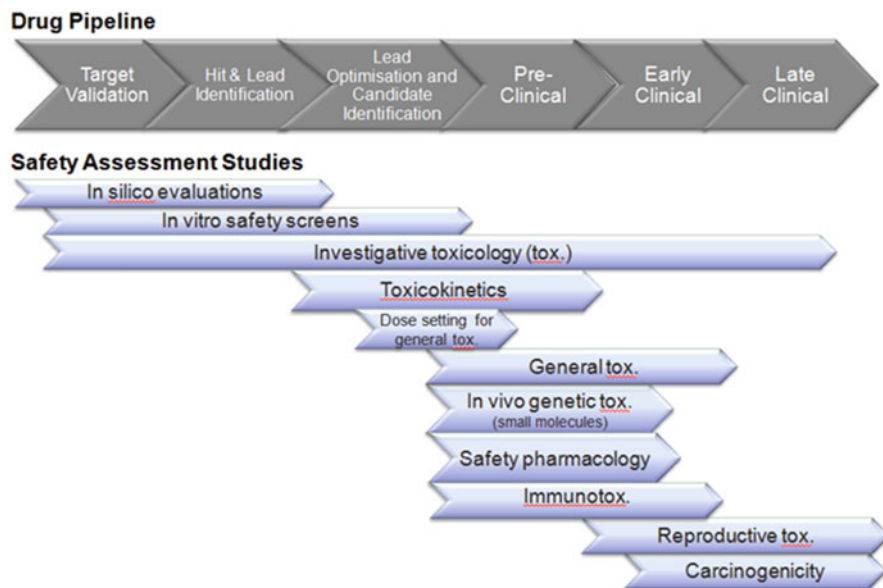 Drug Pipeline
Target
Validation
Hit & Lead
Identification
Lead
Optimisation and
Candidate
Identification
Pre-
Clinical
Early
Clinical
Late
Clinical
Safety Assessment Studies
In silico evaluations
In vitro safety screens
Investigative toxicology (tox.)
Toxicokinetics
Dose setting for
general tox.
General tox.
In vivo genetic tox.
(small molecules)
Safety pharmacology
Immunotox.
Reproductive tox.
Carcinogenicity